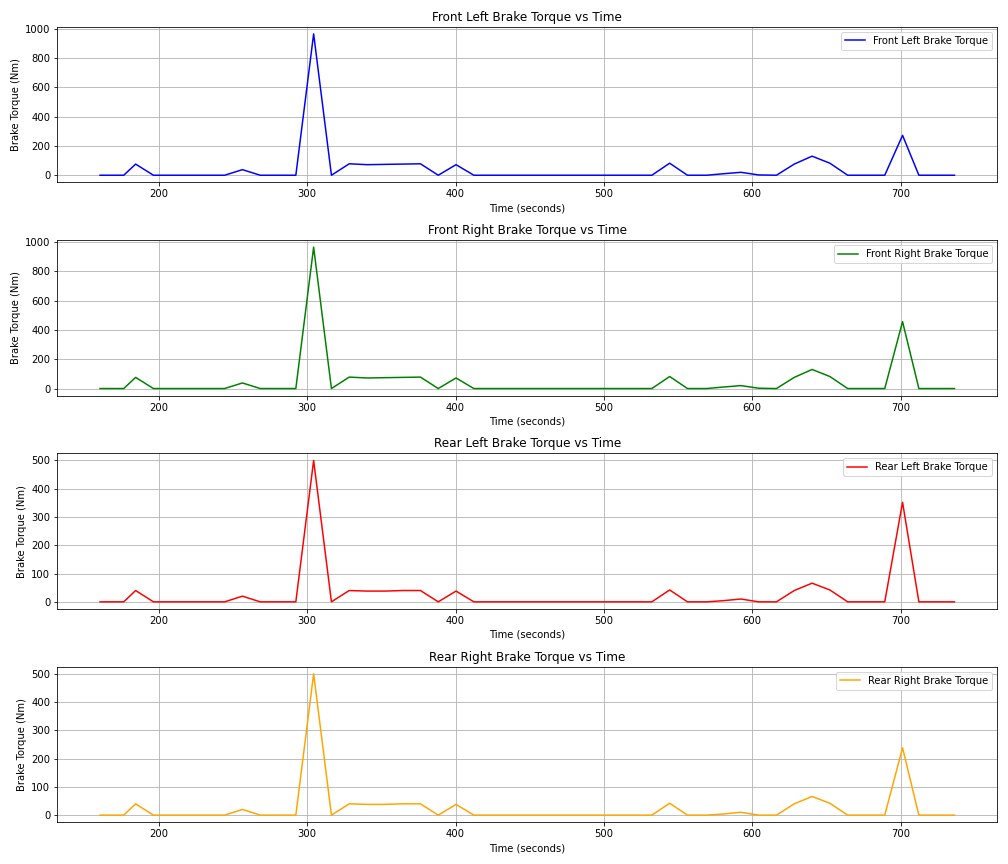 Front Left Brake Torque vs Time
1000
800
600
400
200
0
Brake Torque (Nm)
Front Left Brake Torque
200 300 400 500 600 700
Time (seconds)
Front Right Brake Torque vs Time
1000
800
600
400
200
0
Brake Torque (Nm)
Front Right Brake Torque
200 300 400 500 600 700
Time (seconds)
Rear Left Brake Torque vs Time
500
400
300
200
100
0
Brake Torque (Nm)
Rear Left Brake Torque
200 300 400 500 600 700
Time (seconds)
Rear Right Brake Torque vs Time
500
400
300
200
100
0
Brake Torque (Nm)
Rear Right Brake Torque
200 300 400 500 600 700
Time (seconds)